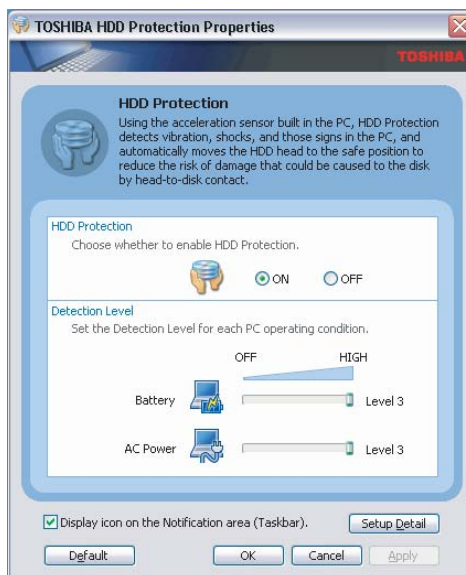 TOSHIBA HDD Protection Properties
TOSHIBA
HDD Protection
Using the acceleration sensor built in the PC, HDD Protection
detects vibration, shocks, and those signs in the PC, and
automatically moves the HDD head to the safe position to
reduce the risk of damage that could be caused to the disk
by head-to-disk contact.
HDD Protection
Choose whether to enable HDD Protection.
ON OFF
Detection Level
Set the Detection Level for each PC operating condition.
OFF HIGH
Battery Level 3
AC Power Level 3
Display icon on the Notification area (Taskbar). Setup Detail
Default OK Cancel Apply